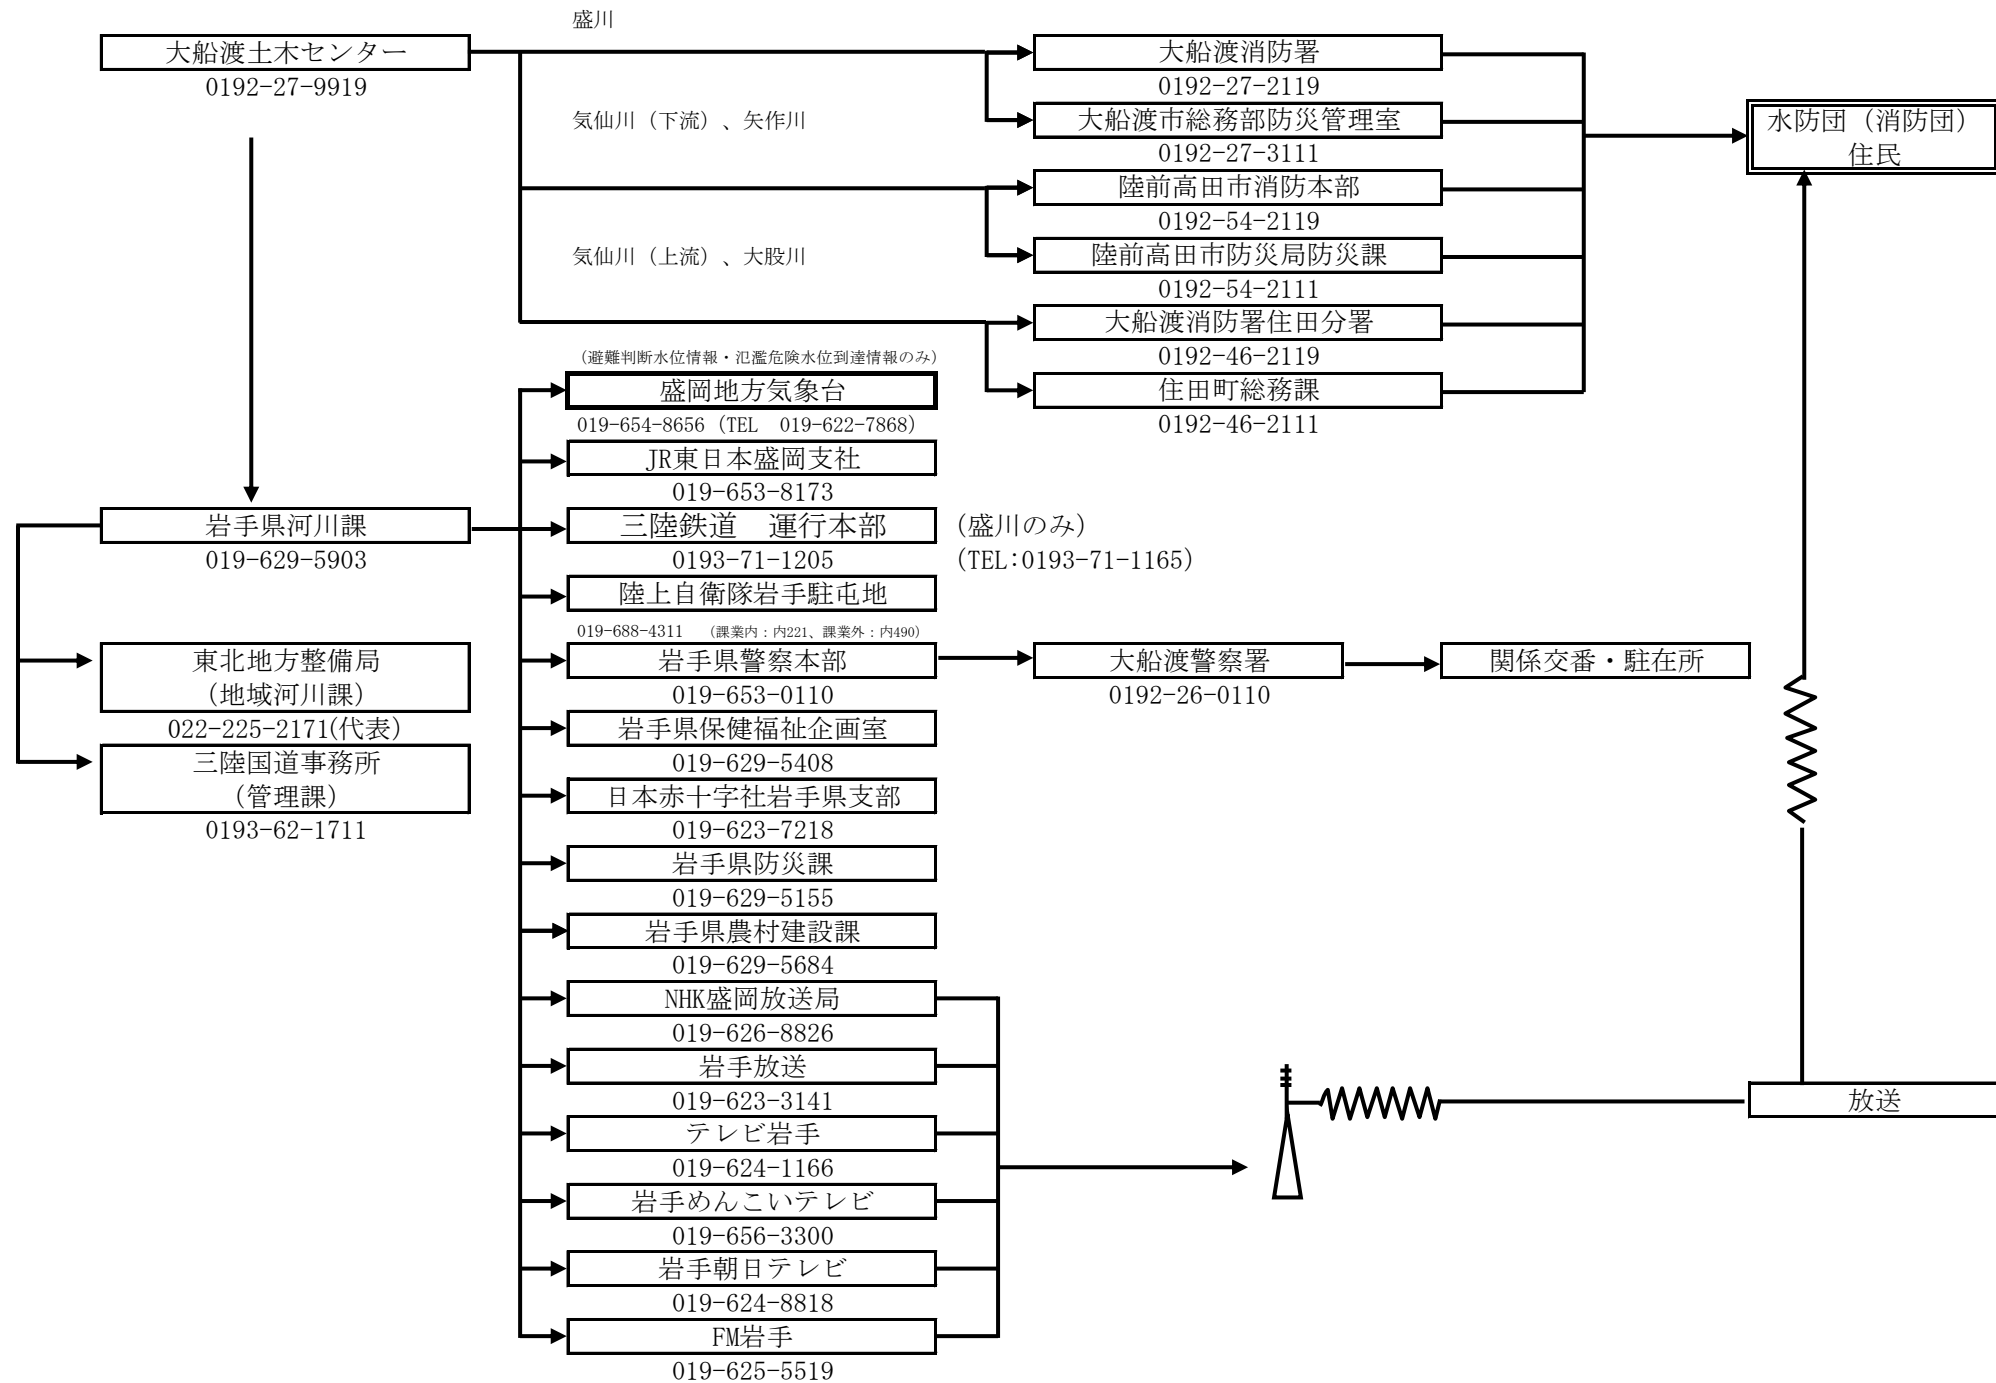 盛川
大船渡土木センター
0192-27-9919
大船渡消防署
0192-27-2119
気仙川（下流）、矢作川
大船渡市総務部防災管理室
0192-27-3111
水防団（消防団）
住民
陸前高田市消防本部
0192-54-2119
気仙川（上流）、大股川
陸前高田市防災局防災課
0192-54-2111
大船渡消防署住田分署
0192-46-2119
住田町総務課
0192-46-2111
（避難判断水位情報・氾濫危険水位到達情報のみ）
盛岡地方気象台
019-654-8656（TEL　019-622-7868）
JR東日本盛岡支社
019-653-8173
岩手県河川課
019-629-5903
三陸鉄道　運行本部
（盛川のみ）
0193-71-1205
（TEL:0193-71-1165）
陸上自衛隊岩手駐屯地
019-688-4311　（課業内：内221、課業外：内490）
東北地方整備局
（地域河川課）
022-225-2171(代表）
三陸国道事務所
（管理課）
0193-62-1711
岩手県警察本部
019-653-0110
大船渡警察署
0192-26-0110
関係交番・駐在所
岩手県保健福祉企画室
019-629-5408
日本赤十字社岩手県支部
019-623-7218
岩手県防災課
019-629-5155
岩手県農村建設課
019-629-5684
NHK盛岡放送局
019-626-8826
岩手放送
019-623-3141
放送
テレビ岩手
019-624-1166
岩手めんこいテレビ
019-656-3300
岩手朝日テレビ
019-624-8818
FM岩手
019-625-5519